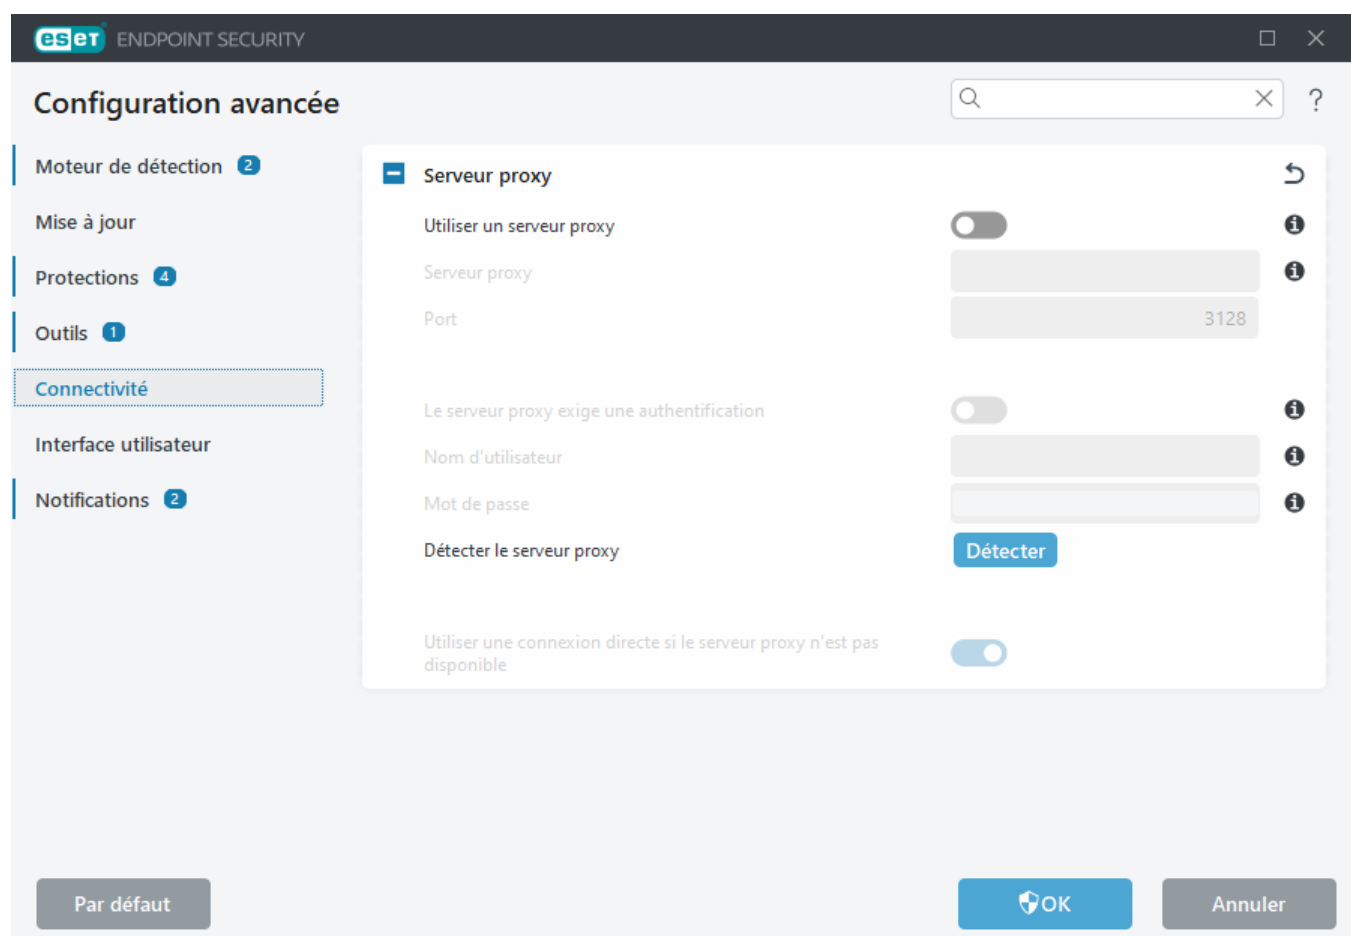 eset ENDPOINT SECURITY
Configuration avancée
?
Moteur de détection 2
Mise à jour
Protections 4
Outils 1
Connectivité
Interface utilisateur
Notifications 2
Serveur proxy
Utiliser un serveur proxy
Serveur proxy
Port 3128
Le serveur proxy exige une authentification
Nom d'utilisateur
Mot de passe
Détecter le serveur proxy Détecter
Utiliser une connexion directe si le serveur proxy n'est pas
disponible
Par défaut OK Annuler